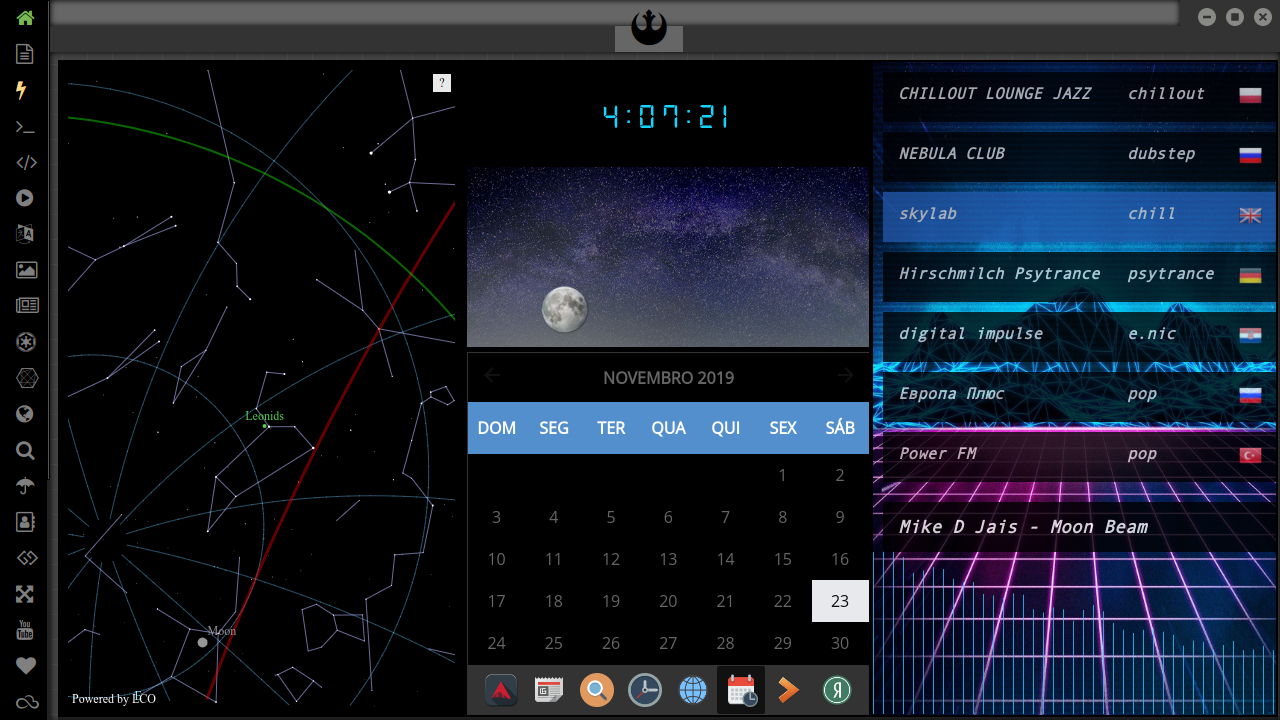 ?
Leonids
Moon
Powered by LCO
4:07:21
NOVEMBRO 2019
DOM SEG TER QUA QUI SEX SÁB
1 2
3 4 5 6 7 8 9
10 11 12 13 14 15 16
17 18 19 20 21 22 23
24 25 26 27 28 29 30
CHILLOUT LOUNGE JAZZ chillout
NEBULA CLUB dubstep
skylab chill
Hirschmilch Psytrance psytrance
digital impulse e.nic
Европа Плюс pop
Power FM pop
Mike D Jais - Moon Beam
You
Tube
Я